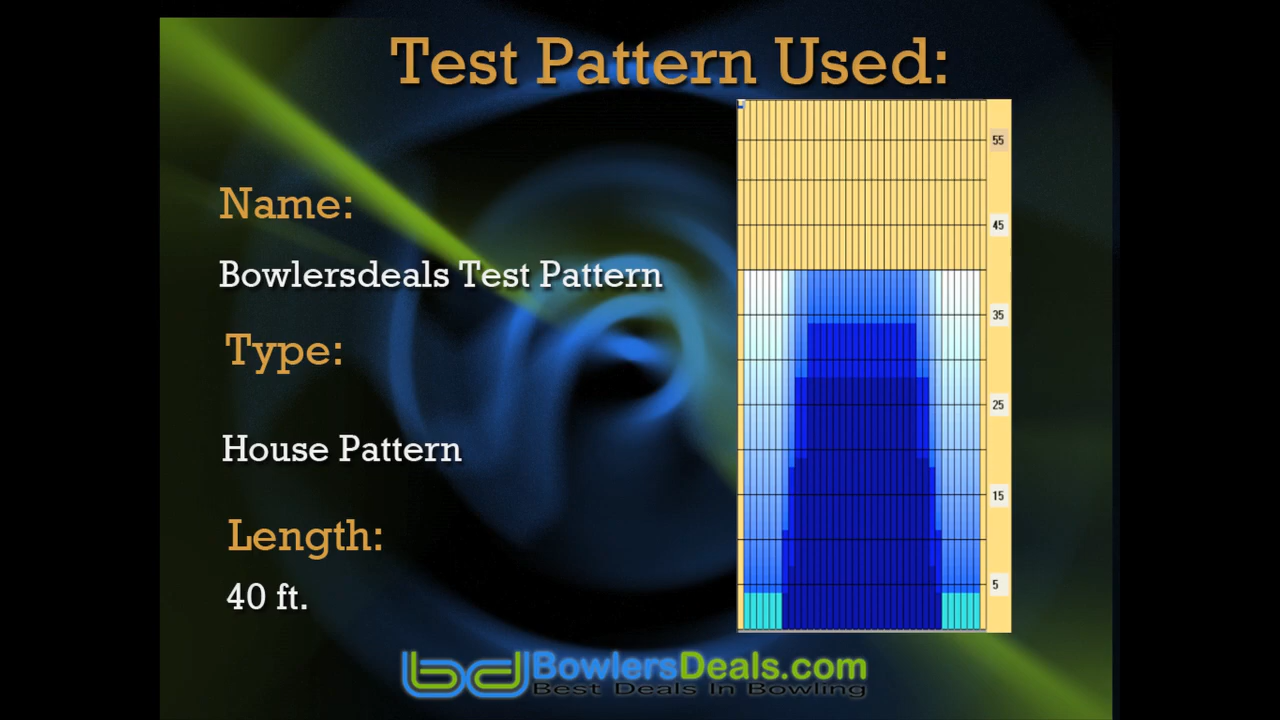 Test Pattern Used:
Name:
Bowlersdeals Test Pattern
Type:
House Pattern
Length:
40 ft.
55
45
35
25
15
5
bd BowlersDeals.com
Best Deals In Bowling